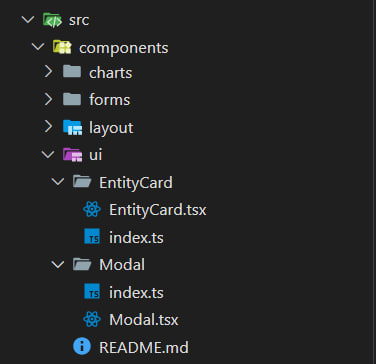 src
components
charts
forms
layout
ui
EntityCard
EntityCard.tsx
TS index.ts
Modal
TS index.ts
Modal.tsx
README.md